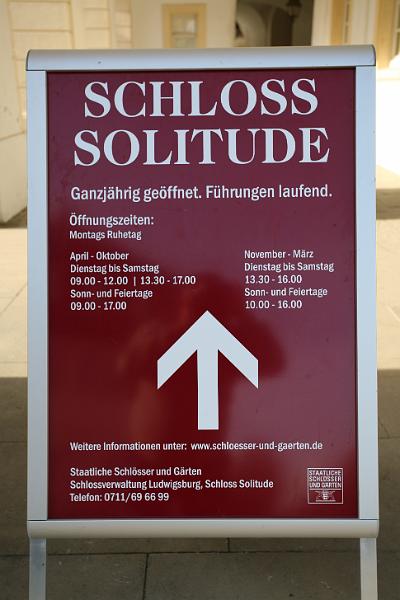 SCHLOSS
SOLITUDE
Ganzjährig geöffnet. Führungen laufend.
Öffnungszeiten:
Montags Ruhetag
April - Oktober
Dienstag bis Samstag
09.00 - 12.00 | 13.30 - 17.00
Sonn- und Feiertage
09.00 - 17.00
November - März
Dienstag bis Samstag
13.30 - 16.00
Sonn- und Feiertage
10.00 - 16.00
Weitere Informationen unter: www.schloesser-und-gaerten.de
Staatliche Schlösser und Gärten
Schlossverwaltung Ludwigsburg, Schloss Solitude
Telefon: 0711/69 66 99
STAATLICHE
SCHLÖSSER
UND GÄRTEN